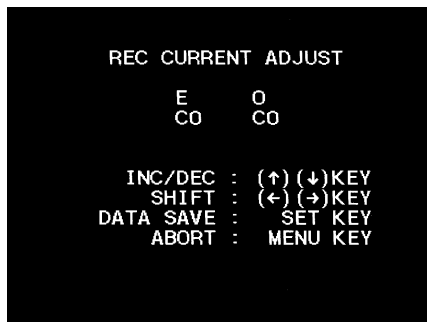 REC CURRENT ADJUST
E O
C0 C0
INC/DEC : (↑)(↓)KEY
SHIFT : (←)(→)KEY
DATA SAVE : SET KEY
ABORT : MENU KEY